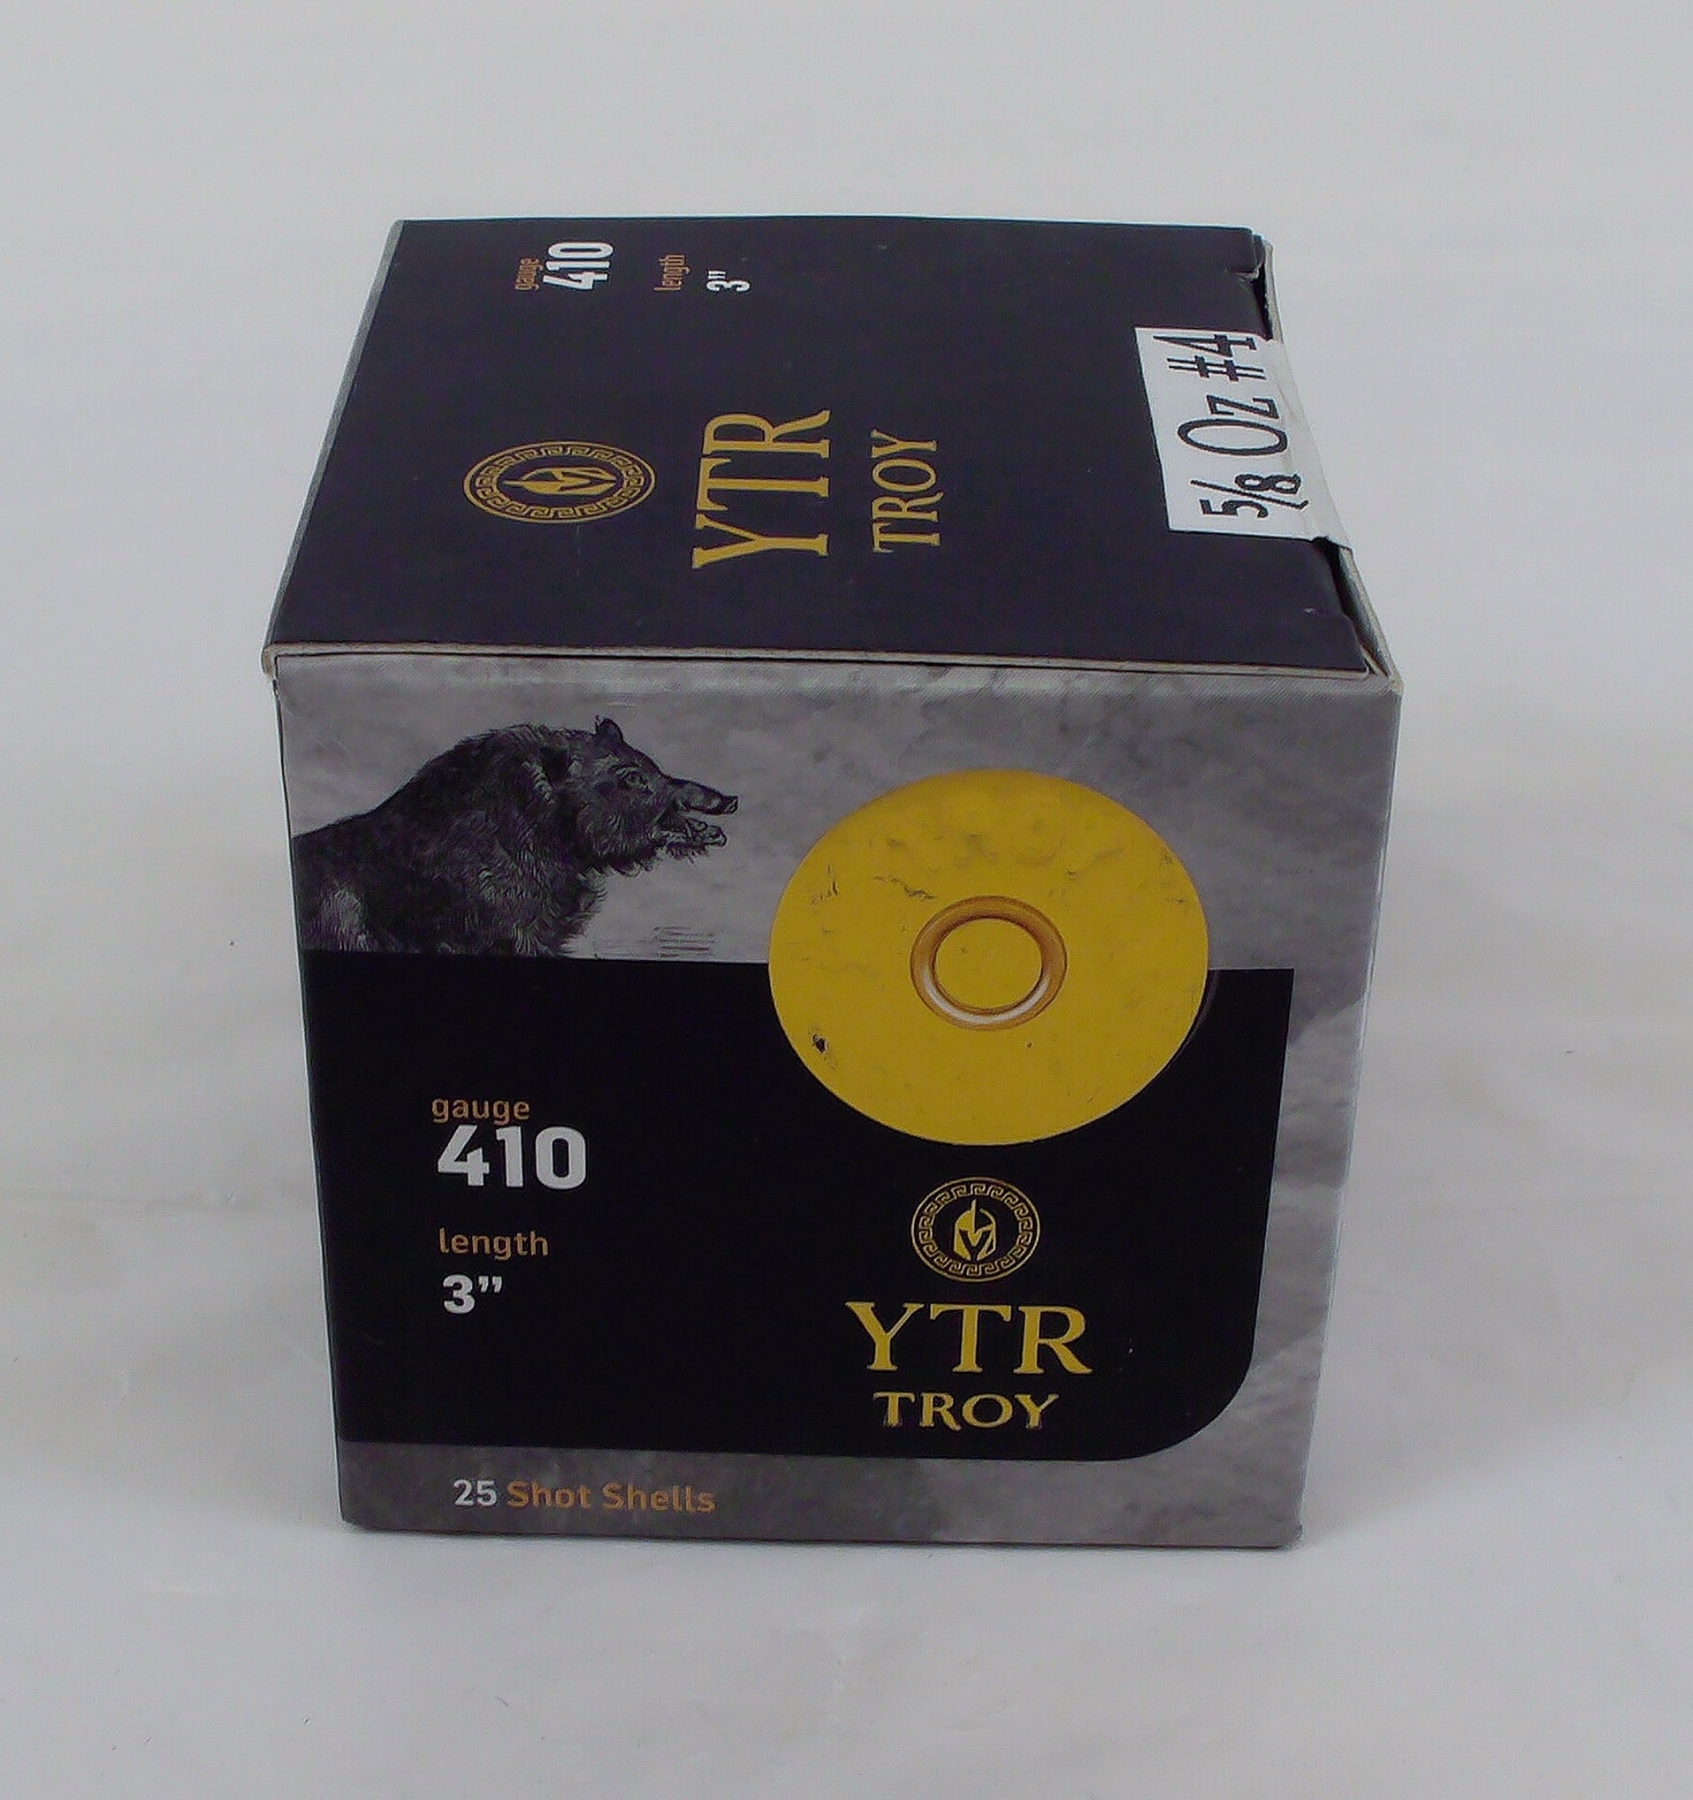 gauge
410
length
3”
YTR
TROY
5/8 Oz #4
gauge
410
length
3”
YTR
TROY
25 Shot Shells